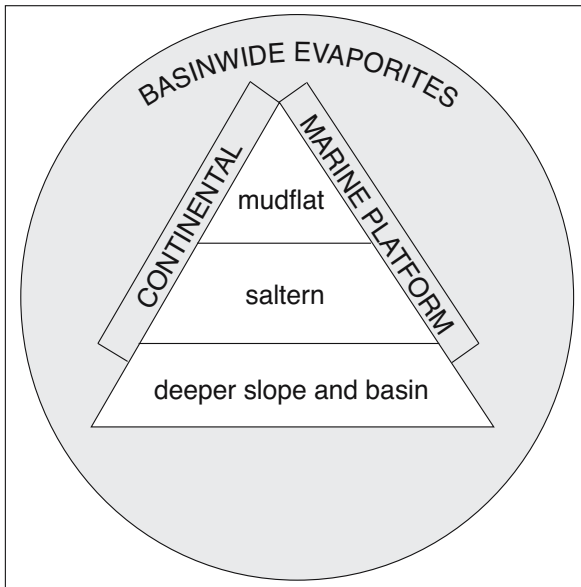 BASINWIDE EVAPORITES
CONTINENTAL
MARINE PLATFORM
mudflat
saltern
deeper slope and basin